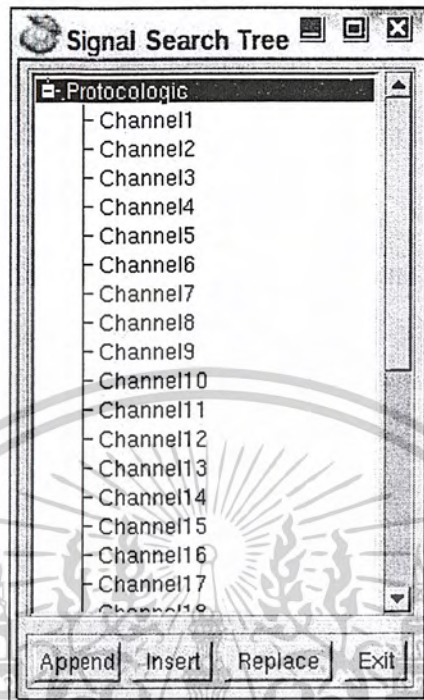 Signal Search Tree
Protocologic
Channel1
Channel2
Channel3
Channel4
Channel5
Channel6
Channel7
Channel8
Channel9
Channel10
Channel11
Channel12
Channel13
Channel14
Channel15
Channel16
Channel17
Channel18
Append Insert Replace Exit